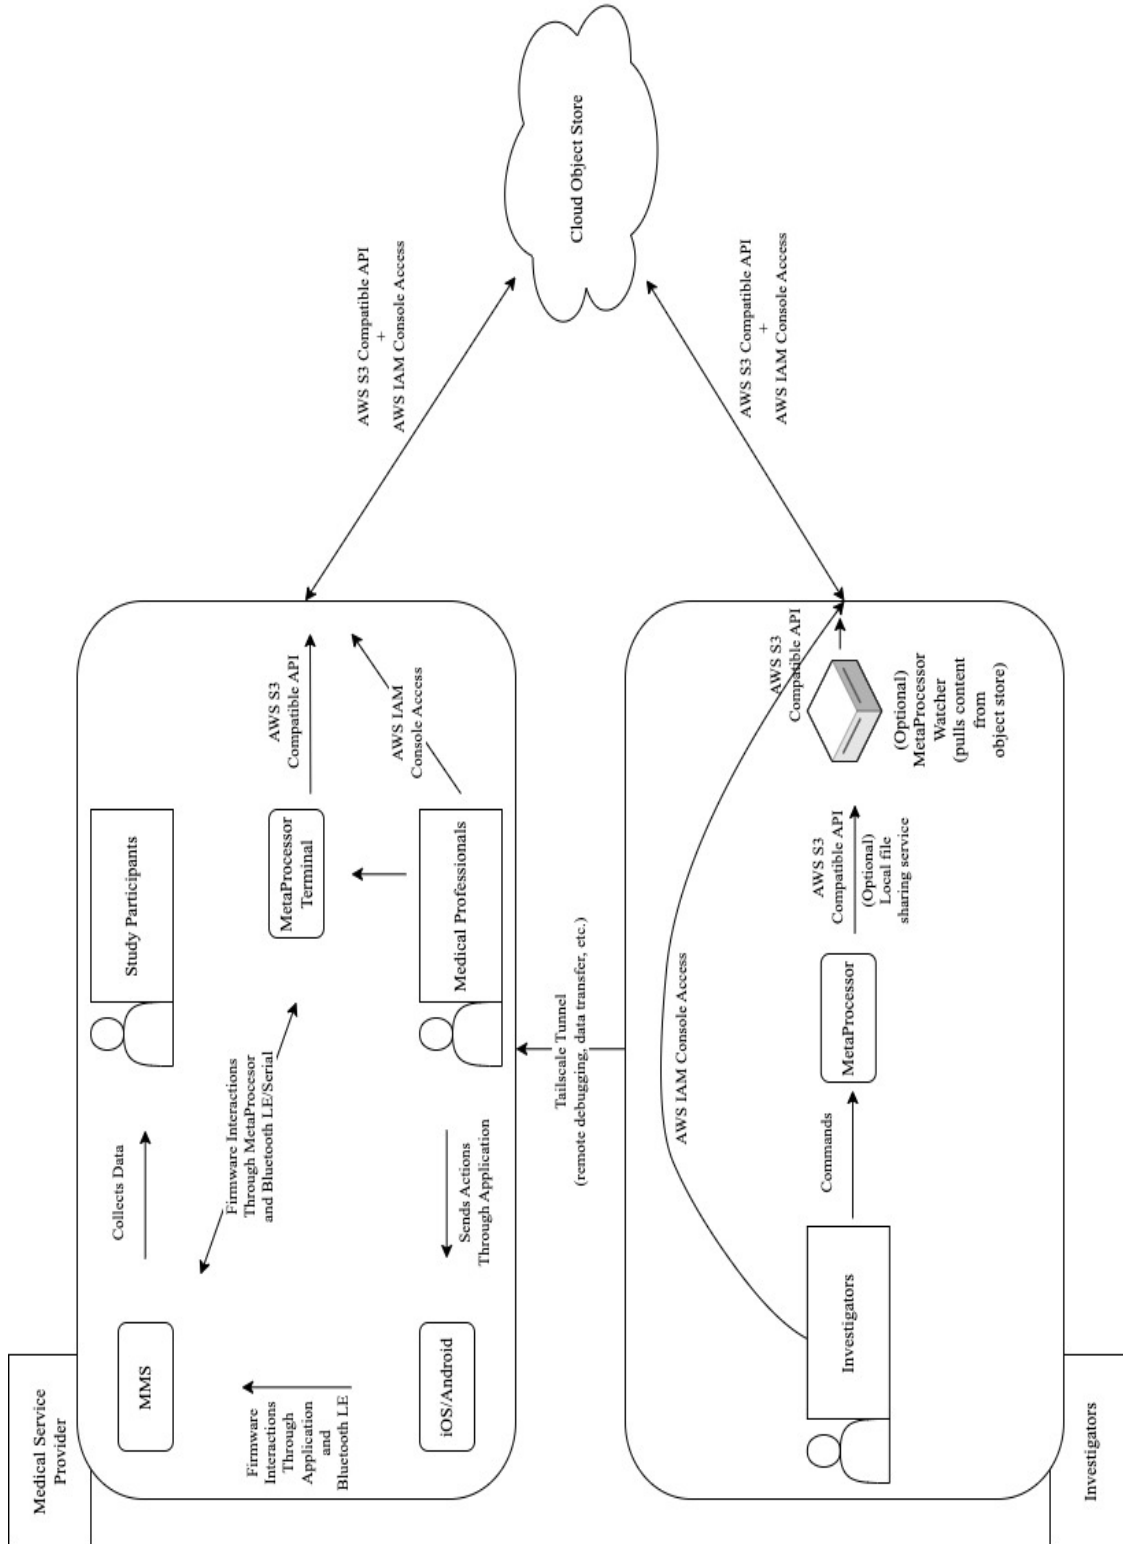 Medical Service
Provider
MMS
Collects Data
Study Participants
Firmware Interactions
Through MetaProcesor
and Bluetooth LE/Serial
MetaProcessor
Terminal
AWS S3
Compatible API
AWS IAM
Console Access
Firmware
Interactions
Through
Application
and
Bluetooth LE
iOS/Android
Sends Actions
Through Application
Medical Professionals
AWS S3 Compatible API
+
AWS IAM Console Access
Cloud Object Store
Tailscale Tunnel
(remote debugging, data transfer, etc.)
AWS S3 Compatible API
+
AWS IAM Console Access
AWS IAM Console Access
AWS S3
Compatible API
Investigators
Commands
MetaProcessor
AWS S3
Compatible API
(Optional)
Local file
sharing service
(Optional)
MetaProcessor
Watcher
(pulls content
from
object store)
Investigators